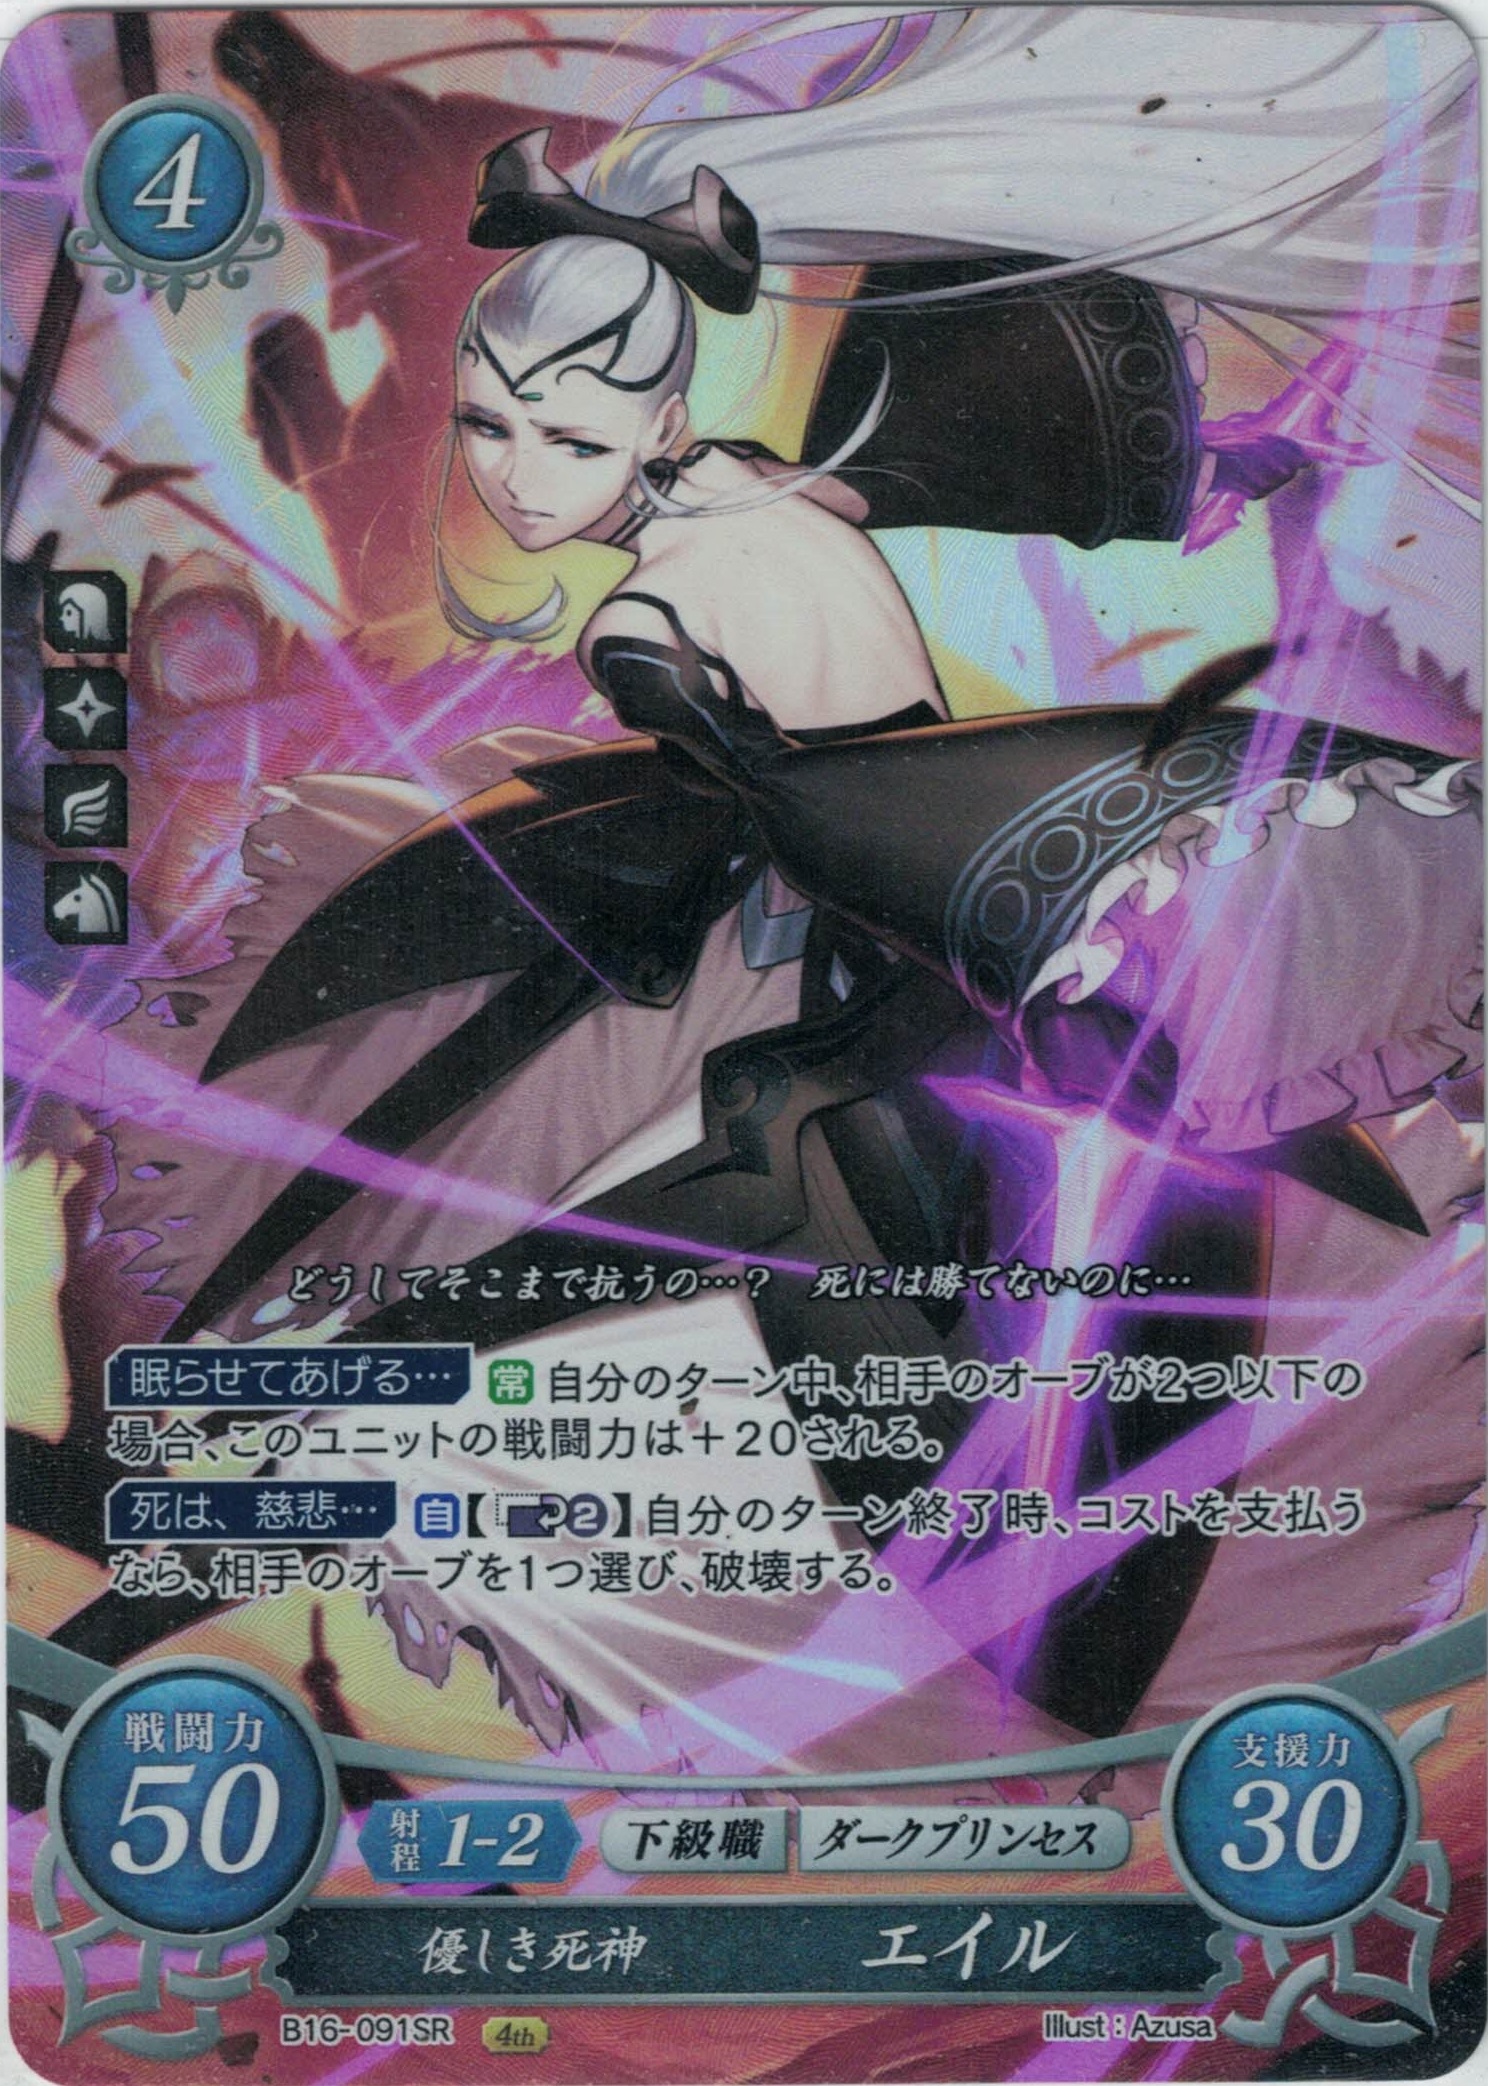 4
どうしてそこまで抗うの…？　死には勝てないのに…
眠らせてあげる… 常 自分のターン中、相手のオーブが2つ以下の
場合、このユニットの戦闘力は＋20される。
死は、慈悲… 自【2】自分のターン終了時、コストを支払う
なら、相手のオーブを1つ選び、破壊する。
戦闘力
50
射程 1-2
下級職
ダークプリンセス
支援力
30
優しき死神　エイル
B16-091SR 4th
Illust：Azusa